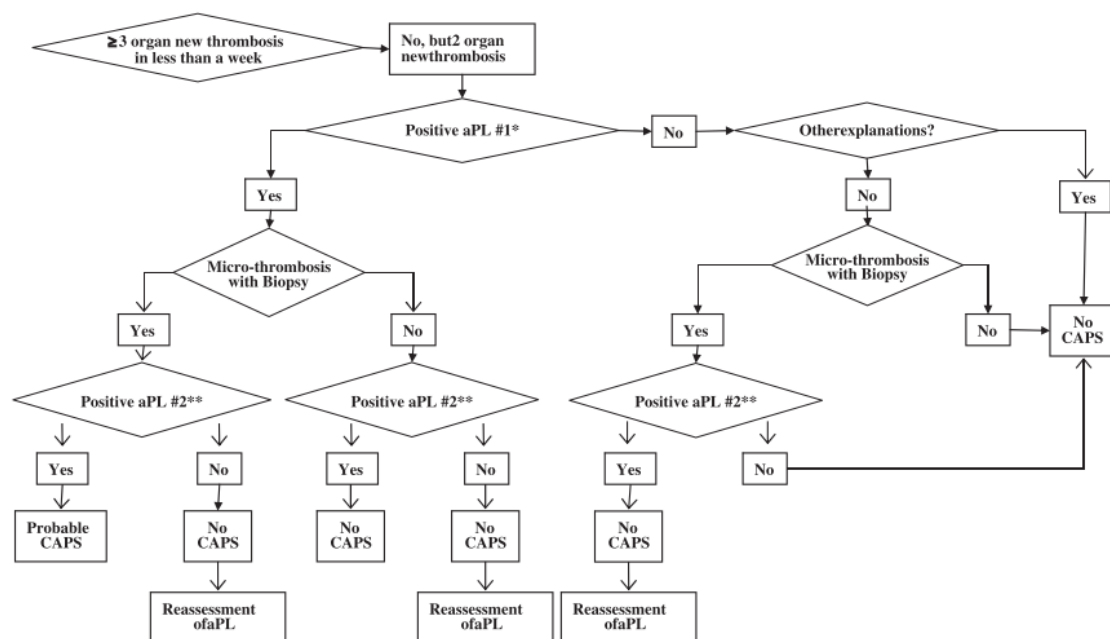 ≥3 organ new thrombosis
in less than a week
No, but2 organ
newthrombosis
Positive aPL #1*
No
Otherexplanations?
Yes
No
Yes
Micro-thrombosis
with Biopsy
Micro-thrombosis
with Biopsy
Yes
No
Yes
No
No
CAPS
Positive aPL #2**
Positive aPL #2**
Positive aPL #2**
Yes
No
Yes
No
Yes
No
Probable
CAPS
No
CAPS
No
CAPS
No
CAPS
No
CAPS
Reassessment
ofaPL
Reassessment
ofaPL
Reassessment
ofaPL